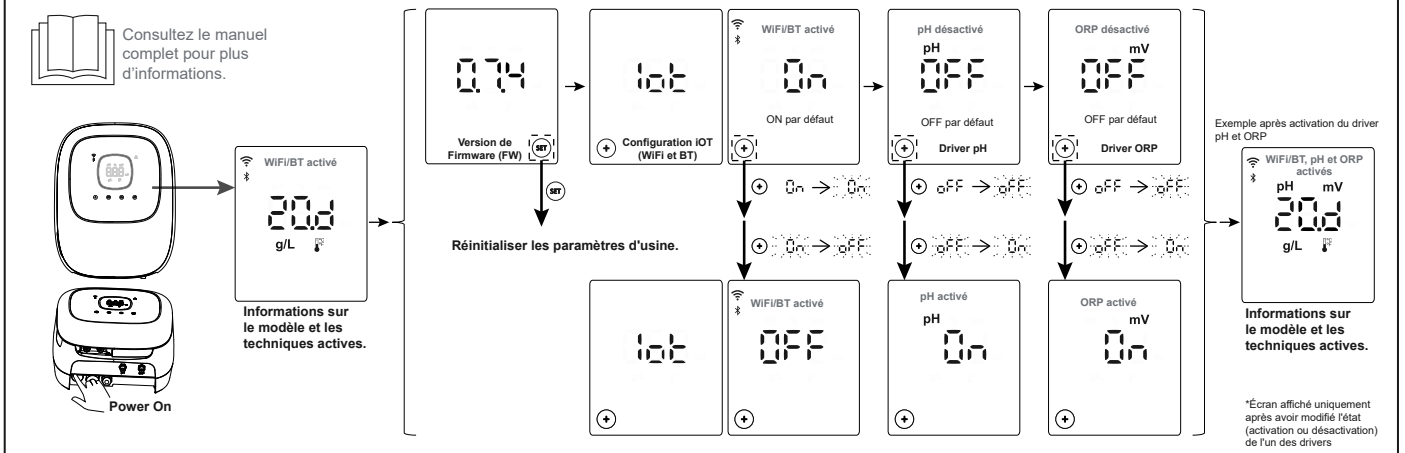 Consultez le manuel
complet pour plus
d'informations.
Power On
WiFi/BT activé
20.d
g/L
Informations sur
le modèle et les
techniques actives.
0.7.4
Version de
Firmware (FW)
SET
SET
Réinitialiser les paramètres d'usine.
Iot
+ Configuration iOT
(WiFi et BT)
WiFi/BT activé
On
ON par défaut
+
+ On → On
+ On → oFF
pH désactivé
pH
OFF
OFF par défaut
+ Driver pH
+ oFF → oFF
+ oFF → On
ORP désactivé
mV
OFF
OFF par défaut
+ Driver ORP
+ oFF → oFF
+ oFF → On
Iot
+
WiFi/BT activé
OFF
+
pH activé
pH
On
+
ORP activé
mV
On
+
Exemple après activation du driver
pH et ORP
WiFi/BT, pH et ORP
activés
pH mV
20.d
g/L
Informations sur
le modèle et les
techniques actives.
*Écran affiché uniquement
après avoir modifié l'état
(activation ou désactivation)
de l'un des drivers